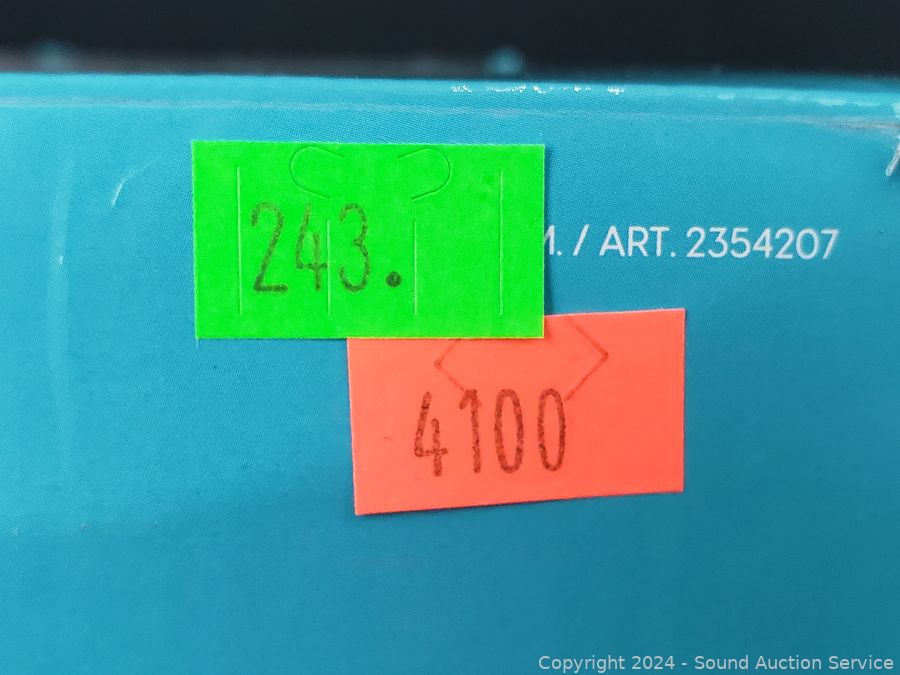 243.
M. / ART. 2354207
4100
Copyright 2024 - Sound Auction Service